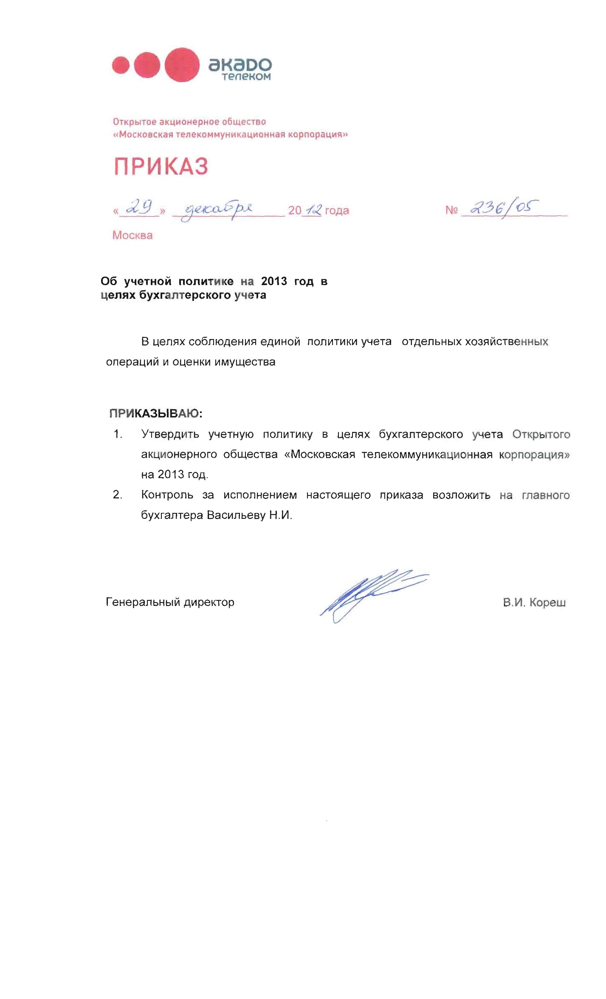 акадо
телеком
Открытое акционерное общество
«Московская телекоммуникационная корпорация»
ПРИКАЗ
« 29 » декабря 2012 года № 236/05
Москва
Об учетной политике на 2013 год в
целях бухгалтерского учета
В целях соблюдения единой политики учета отдельных хозяйственных
операций и оценки имущества
ПРИКАЗЫВАЮ:
1. Утвердить учетную политику в целях бухгалтерского учета Открытого
акционерного общества «Московская телекоммуникационная корпорация»
на 2013 год.
2. Контроль за исполнением настоящего приказа возложить на главного
бухгалтера Васильеву Н.И.
Генеральный директор В.И. Кореш